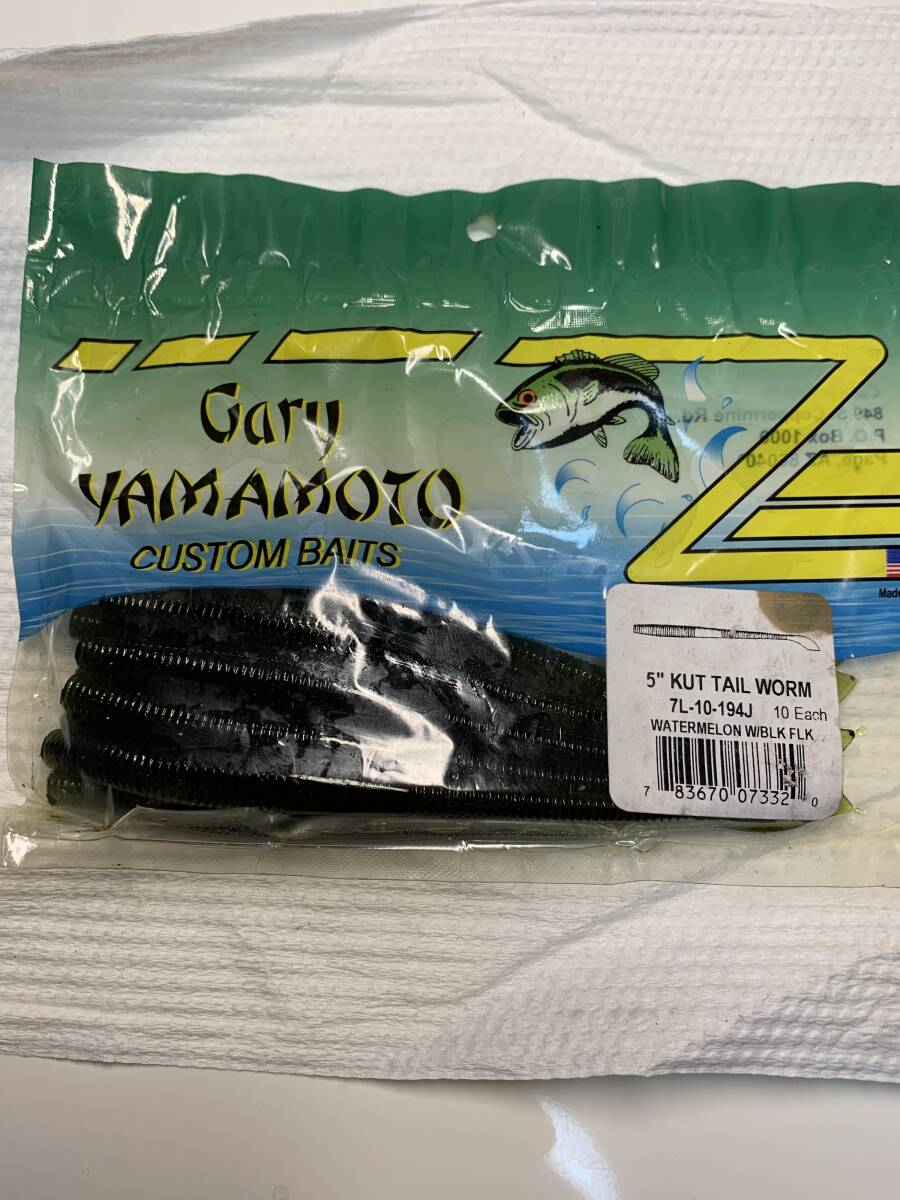 Gary
YAMAMOTO
CUSTOM BAITS
849 S. Coppermine Rd.
P.O. Box 1000
Page, AZ 86040
Made
5" KUT TAIL WORM
7L-10-194J 10 Each
WATERMELON W/BLK FLK
7 83670 07332 0